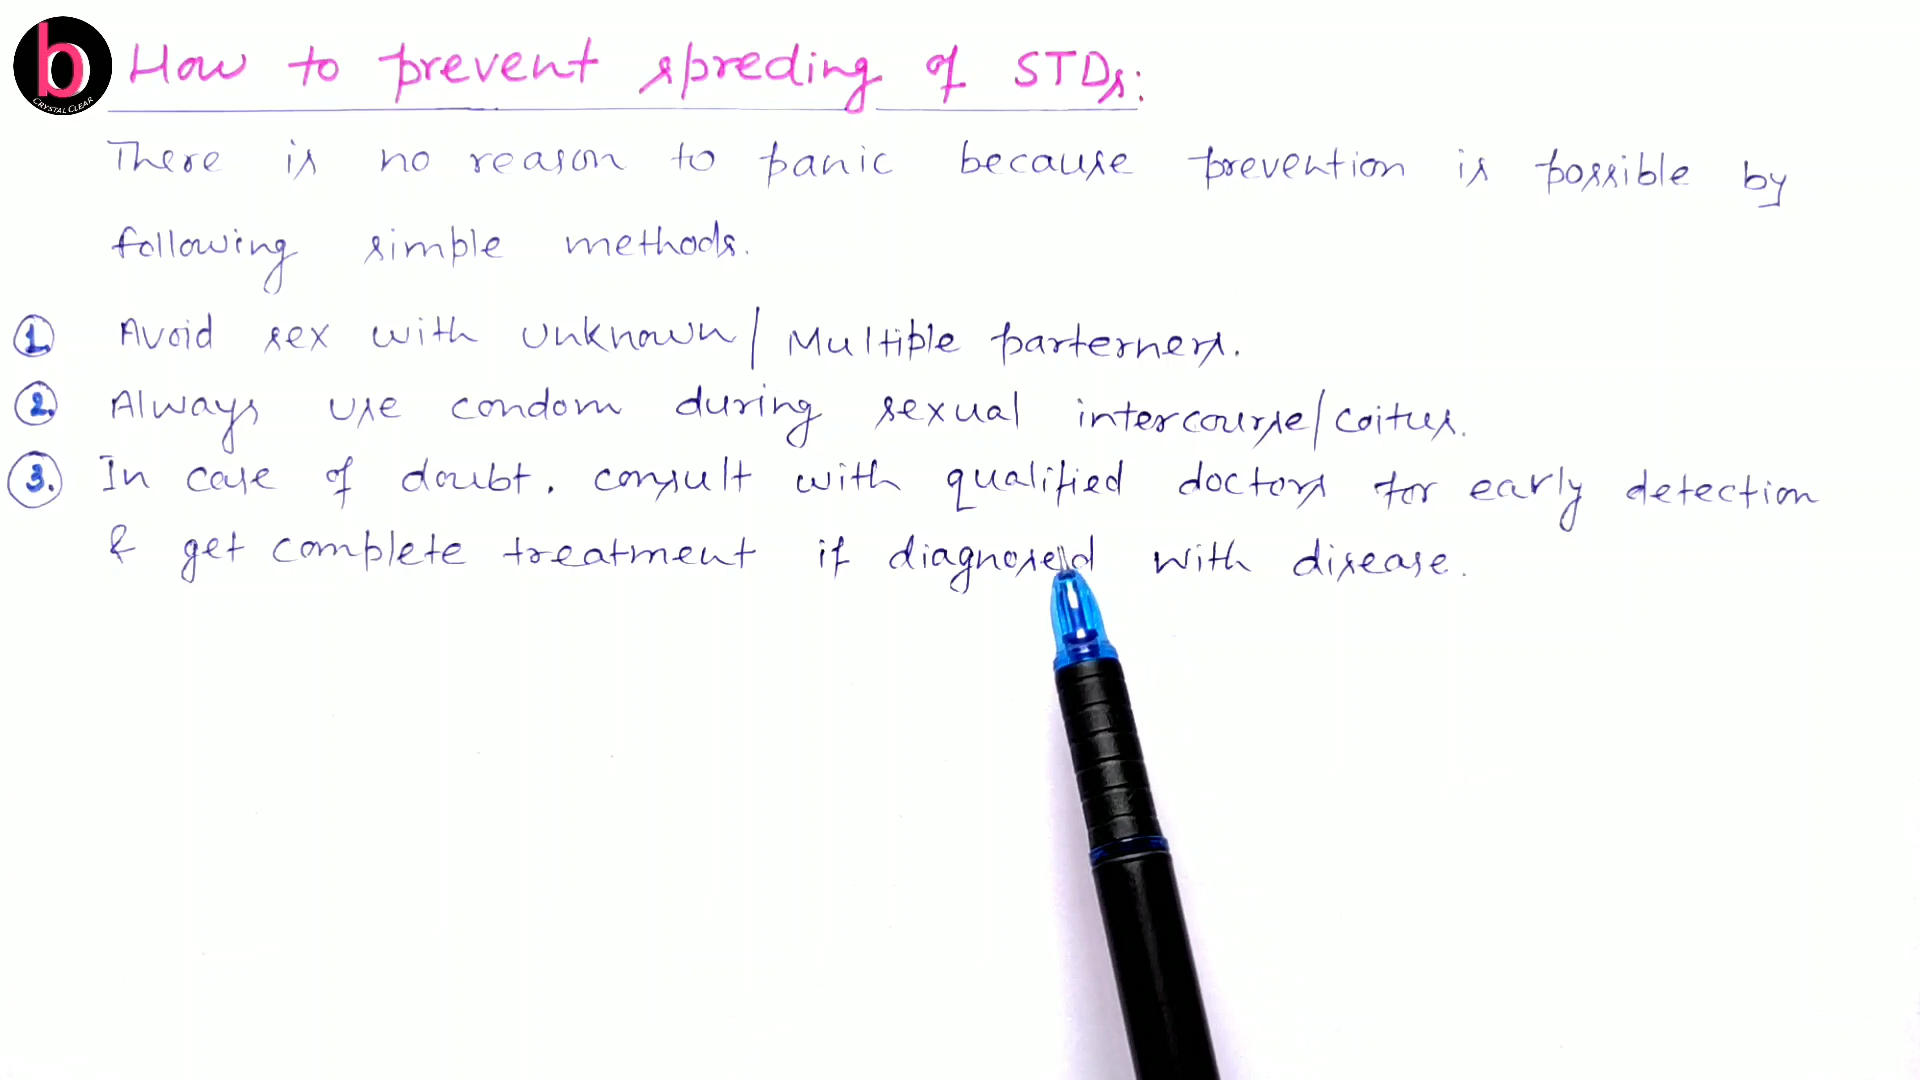 b
CRYSTAL CLEAR
How to prevent spreding of STDs:
There is no reason to panic because prevention is possible by
following simple methods.
1. Avoid sex with unknown/Multiple parterners.
2. Always use condom during sexual intercourse/coitus.
3. In case of doubt, consult with qualified doctors for early detection
& get complete treatment if diagnosed with disease.